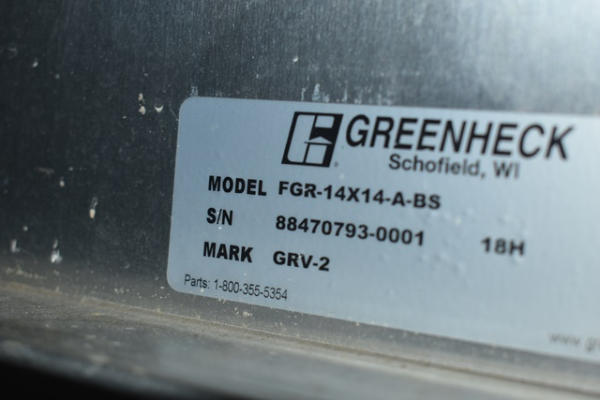 GREENHECK
Schofield, WI
MODEL FGR-14X14-A-BS
S/N 88470793-0001 18H
MARK GRV-2
Parts: 1-800-355-5354